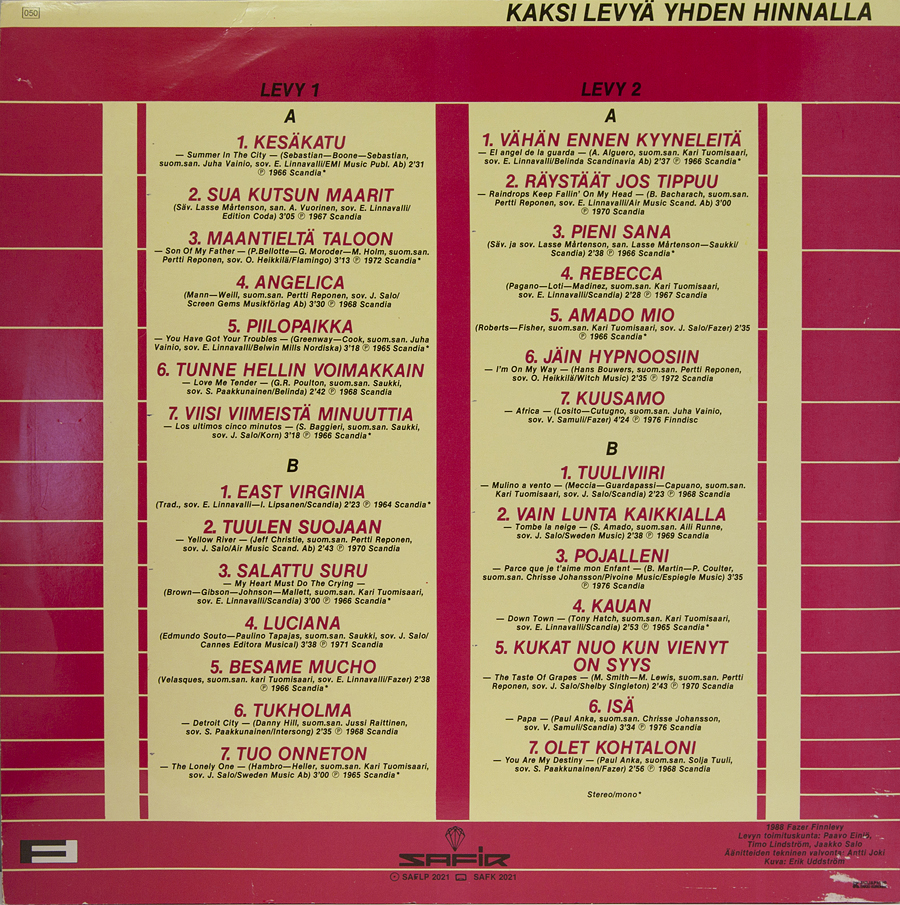 050
KAKSI LEVYÄ YHDEN HINNALLA
LEVY 1
A
1. KESÄKATU
— Summer In The City — (Sebastian—Boone—Sebastian,
suom.san. Juha Vainio, sov. E. Linnavalli/EMI Music Publ. Ab) 2'31
℗ 1966 Scandia*
2. SUA KUTSUN MAARIT
(Säv. Lasse Mårtenson, san. A. Vuorinen, sov. E. Linnavalli/
Edition Coda) 3'05 ℗ 1967 Scandia
3. MAANTIELTÄ TALOON
— Son Of My Father — (P.Bellotte—G. Moroder—M. Holm, suom.san.
Pertti Reponen, sov. O. Heikkilä/Flamingo) 3'13 ℗ 1972 Scandia*
4. ANGELICA
(Mann—Weill, suom.san. Pertti Reponen, sov. J. Salo/
Screen Gems Musikförlag Ab) 3'30 ℗ 1968 Scandia
5. PIILOPAIKKA
— You Have Got Your Troubles — (Greenway—Cook, suom.san. Juha
Vainio, sov. E. Linnavalli/Belwin Mills Nordiska) 3'18 ℗ 1965 Scandia*
6. TUNNE HELLIN VOIMAKKAIN
— Love Me Tender — (G.R. Poulton, suom.san. Saukki,
sov. S. Paakkunainen/Belinda) 2'42 ℗ 1968 Scandia
7. VIISI VIIMEISTÄ MINUUTTIA
— Los ultimos cinco minutos — (S. Baggieri, suom.san. Saukki,
sov. J. Salo/Korn) 3'18 ℗ 1966 Scandia*
B
1. EAST VIRGINIA
(Trad., sov. E. Linnavalli—I. Lipsanen/Scandia) 2'23 ℗ 1964 Scandia*
2. TUULEN SUOJAAN
— Yellow River — (Jeff Christie, suom.san. Pertti Reponen,
sov. J. Salo/Air Music Scand. Ab) 2'43 ℗ 1970 Scandia
3. SALATTU SURU
— My Heart Must Do The Crying —
(Brown—Gibson—Johnson—Mallett, suom.san. Kari Tuomisaari,
sov. E. Linnavalli/Scandia) 3'00 ℗ 1966 Scandia*
4. LUCIANA
(Edmundo Souto—Paulino Tapajas, suom.san. Saukki, sov. J. Salo/
Cannes Editora Musical) 3'38 ℗ 1971 Scandia
5. BESAME MUCHO
(Velasques, suom.san. kari Tuomisaari, sov. E. Linnavalli/Fazer) 2'38
℗ 1966 Scandia*
6. TUKHOLMA
— Detroit City — (Danny Hill, suom.san. Jussi Raittinen,
sov. S. Paakkunainen/Intersong) 2'35 ℗ 1968 Scandia
7. TUO ONNETON
— The Lonely One — (Hambro—Heller, suom.san. Kari Tuomisaari,
sov. J. Salo/Sweden Music Ab) 3'00 ℗ 1965 Scandia*
LEVY 2
A
1. VÄHÄN ENNEN KYYNELEITÄ
— El angel de la guarda — (A. Alguero, suom.san. Kari Tuomisaari,
sov. E. Linnavalli/Belinda Scandinavia Ab) 2'37 ℗ 1966 Scandia*
2. RÄYSTÄÄT JOS TIPPUU
— Raindrops Keep Fallin' On My Head — (B. Bacharach, suom.san.
Pertti Reponen, sov. E. Linnavalli/Air Music Scand. Ab) 3'00
℗ 1970 Scandia
3. PIENI SANA
(Säv. ja sov. Lasse Mårtenson, san. Lasse Mårtenson—Saukki/
Scandia) 2'38 ℗ 1966 Scandia*
4. REBECCA
(Pagano—Loti—Madinez, suom.san. Kari Tuomisaari,
sov. E. Linnavalli/Scandia) 2'28 ℗ 1967 Scandia
5. AMADO MIO
(Roberts—Fisher, suom.san. Kari Tuomisaari, sov. J. Salo/Fazer) 2'35
℗ 1966 Scandia*
6. JÄIN HYPNOOSIIN
— I'm On My Way — (Hans Bouwers, suom.san. Pertti Reponen,
sov. O. Heikkilä/Witch Music) 2'35 ℗ 1972 Scandia
7. KUUSAMO
— Africa — (Losito—Cutugno, suom.san. Juha Vainio,
sov. V. Samuli/Fazer) 4'24 ℗ 1976 Finndisc
B
1. TUULIVIIRI
— Mulino a vento — (Meccia—Guardapassi—Capuano, suom.san.
Kari Tuomisaari, sov. J. Salo/Scandia) 2'23 ℗ 1968 Scandia
2. VAIN LUNTA KAIKKIALLA
— Tombe la neige — (S. Amado, suom.san. Aili Runne,
sov. J. Salo/Sweden Music) 2'38 ℗ 1969 Scandia
3. POJALLENI
— Parce que je t'aime mon Enfant — (B. Martin—P. Coulter,
suom.san. Chrisse Johansson/Pivoine Music/Espiegle Music) 3'35
℗ 1976 Scandia
4. KAUAN
— Down Town — (Tony Hatch, suom.san. Kari Tuomisaari,
sov. E. Linnavalli/Scandia) 2'53 ℗ 1965 Scandia*
5. KUKAT NUO KUN VIENYT
ON SYYS
— The Taste Of Grapes — (M. Smith—M. Lewis, suom.san. Pertti
Reponen, sov. J. Salo/Shelby Singleton) 2'43 ℗ 1970 Scandia
6. ISÄ
— Papa — (Paul Anka, suom.san. Chrisse Johansson,
sov. V. Samuli/Scandia) 3'34 ℗ 1976 Scandia
7. OLET KOHTALONI
— You Are My Destiny — (Paul Anka, suom.san. Solja Tuuli,
sov. S. Paakkunainen/Fazer) 2'56 ℗ 1968 Scandia
Stereo/mono*
SAFIR
SAFLP 2021 SAFK 2021
1986 Fazer Finnlevy
Levyn toimituskunta: Paavo Einiö,
Timo Lindström, Jaakko Salo
Äänitteiden tekninen valvonta: Antti Joki
Kuva: Erik Uddström